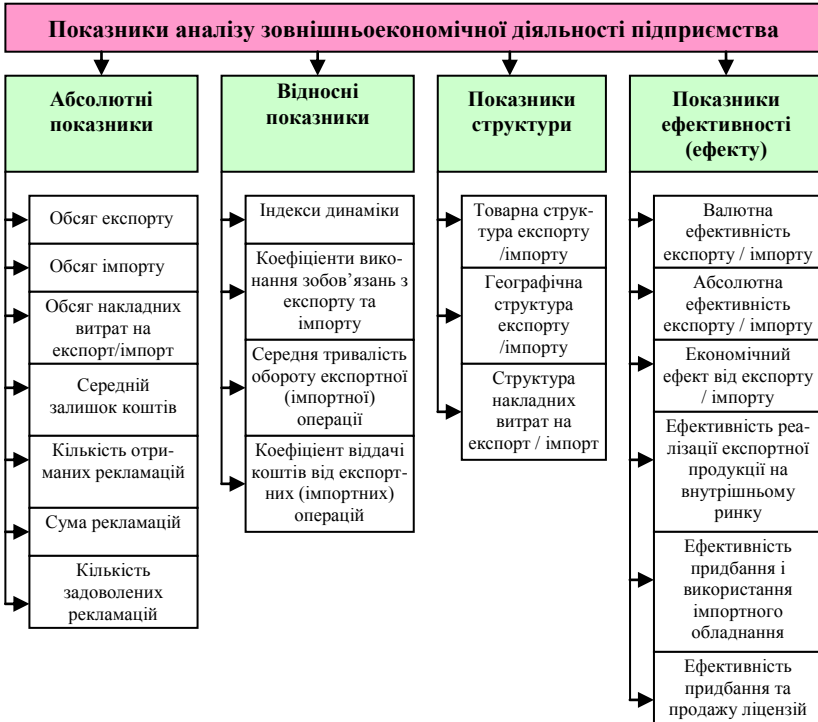 Показники аналізу зовнішньоекономічної діяльності підприємства
Абсолютні
показники
Обсяг експорту
Обсяг імпорту
Обсяг накладних
витрат на
експорт/імпорт
Середній
залишок коштів
Кількість отри-
маних рекламацій
Сума рекламацій
Кількість
задоволених
рекламацій
Відносні
показники
Індекси динаміки
Коефіцієнти вико-
нання зобов’язань з
експорту та
імпорту
Середня тривалість
обороту експортної
(імпортної)
операції
Коефіцієнт віддачі
коштів від експорт-
них (імпортних)
операцій
Показники
структури
Товарна струк-
тура експорту
/імпорту
Географічна
структура
експорту
/імпорту
Структура
накладних
витрат на
експорт / імпорт
Показники
ефективності
(ефекту)
Валютна
ефективність
експорту / імпорту
Абсолютна
ефективність
експорту / імпорту
Економічний
ефект від експорту
/ імпорту
Ефективність реа-
лізації експортної
продукції на
внутрішньому
ринку
Ефективність
придбання і
використання
імпортного
обладнання
Ефективність
придбання та
продажу ліцензій